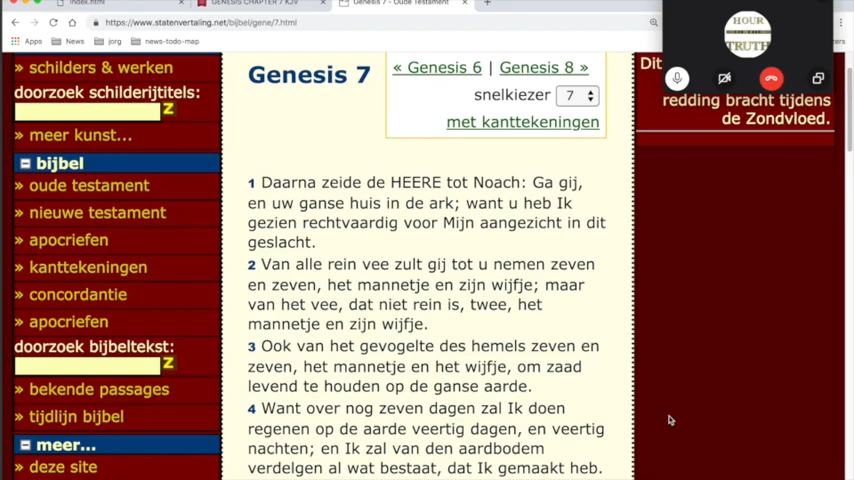 index.html
GENESIS CHAPTER 7 KJV
Genesis 7 - Oude Testament
https://www.statenvertaling.net/bijbel/gene/7.html
Apps
News
jorg
news-todo-map
» schilders & werken
doorzoek schilderijtitels:
Z
» meer kunst...
bijbel
» oude testament
» nieuwe testament
» apocriefen
» kanttekeningen
» concordantie
» apocriefen
doorzoek bijbeltekst:
Z
» bekende passages
» tijdlijn bijbel
meer...
» deze site
Genesis 7
« Genesis 6 | Genesis 8 »
snelkiezer 7
met kanttekeningen
1 Daarna zeide de HEERE tot Noach: Ga gij,
en uw ganse huis in de ark; want u heb Ik
gezien rechtvaardig voor Mijn aangezicht in dit
geslacht.
2 Van alle rein vee zult gij tot u nemen zeven
en zeven, het mannetje en zijn wijfje; maar
van het vee, dat niet rein is, twee, het
mannetje en zijn wijfje.
3 Ook van het gevogelte des hemels zeven en
zeven, het mannetje en het wijfje, om zaad
levend te houden op de ganse aarde.
4 Want over nog zeven dagen zal Ik doen
regenen op de aarde veertig dagen, en veertig
nachten; en Ik zal van den aardbodem
verdelgen al wat bestaat, dat Ik gemaakt heb.
HOUR
TRUTH
Dit
redding bracht tijdens
de Zondvloed.